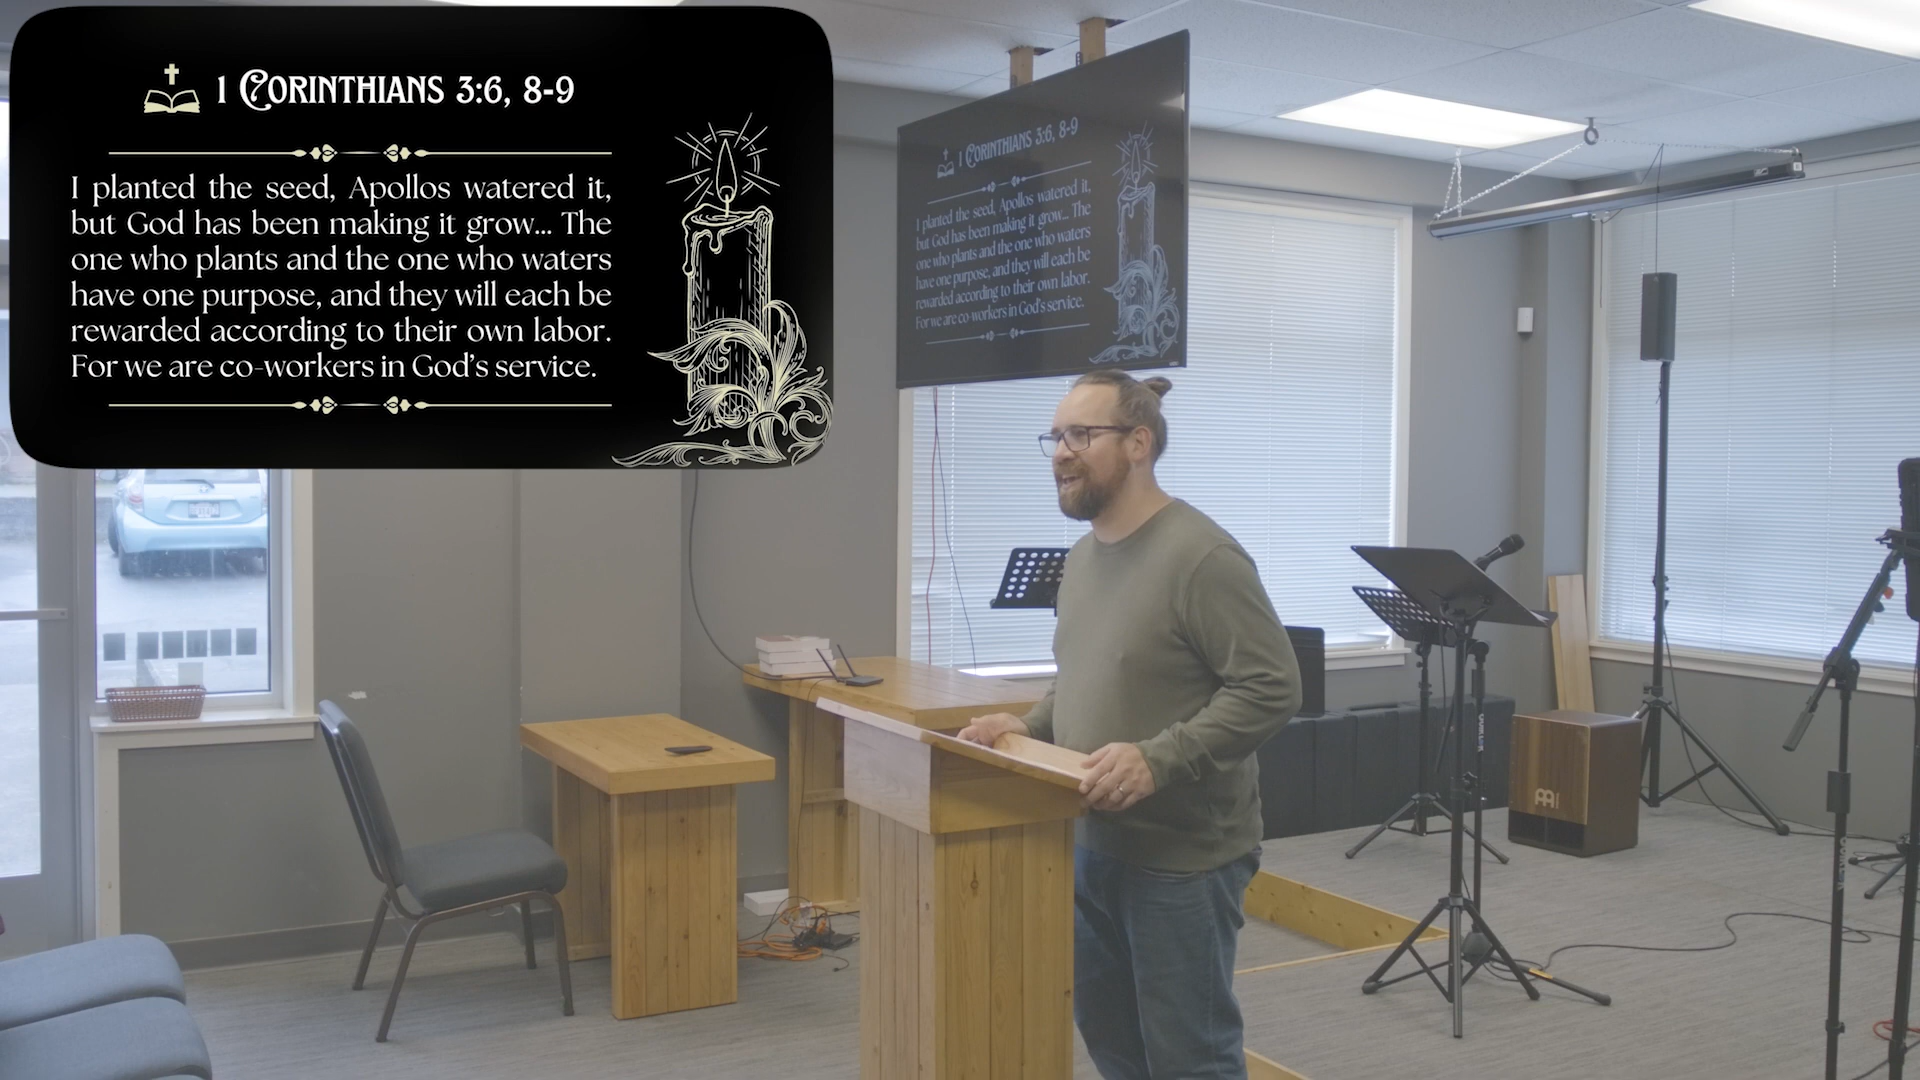 1 Corinthians 3:6, 8-9
I planted the seed, Apollos watered it,
but God has been making it grow... The
one who plants and the one who waters
have one purpose, and they will each be
rewarded according to their own labor.
For we are co-workers in God's service.
1 Corinthians 3:6, 8-9
I planted the seed, Apollos watered it,
but God has been making it grow... The
one who plants and the one who waters
have one purpose, and they will each be
rewarded according to their own labor.
For we are co-workers in God's service.